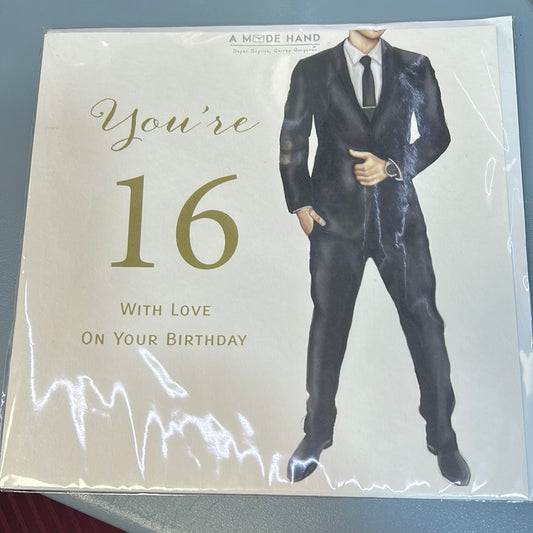 A MADE HAND
You're
16
With Love
On Your Birthday